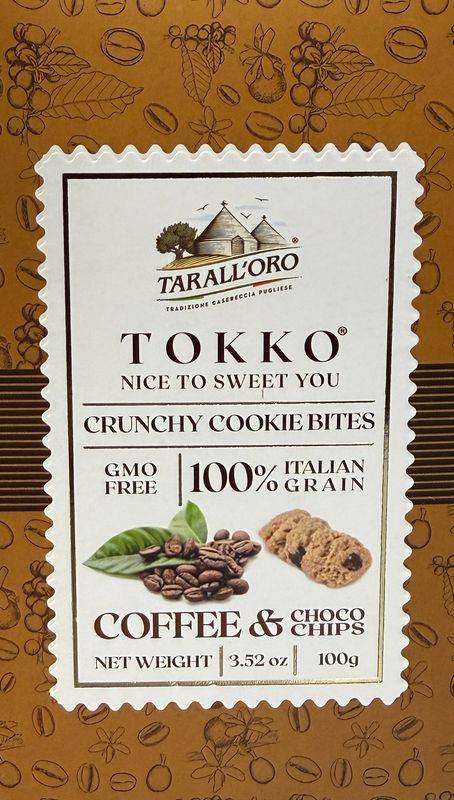 TARALL'ORO®
TRADIZIONE CASERECCIA PUGLIESE
TOKKO®
NICE TO SWEET YOU
CRUNCHY COOKIE BITES
GMO FREE
100% ITALIAN GRAIN
COFFEE & CHOCO CHIPS
NET WEIGHT 3.52 oz 100g